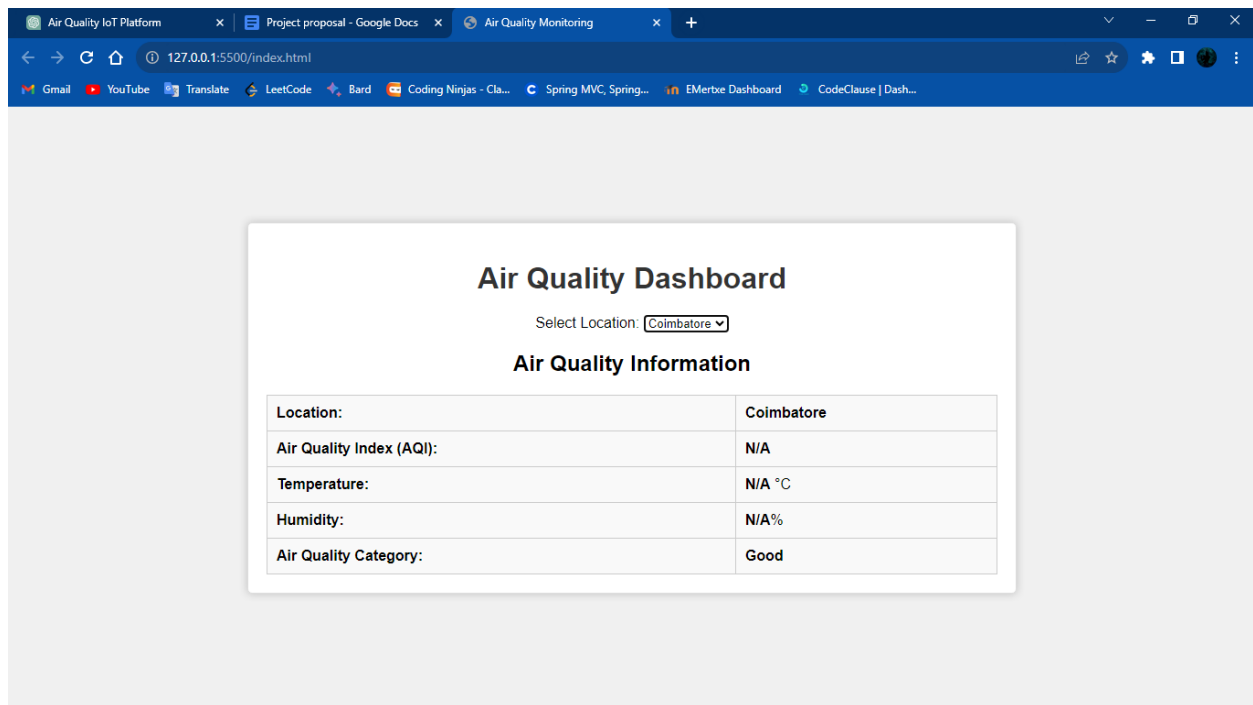 Air Quality IoT Platform Project proposal - Google Docs Air Quality Monitoring
127.0.0.1:5500/index.html
Gmail YouTube Translate LeetCode Bard Coding Ninjas - Cla... Spring MVC, Spring... EMertxe Dashboard CodeClause | Dash...
Air Quality Dashboard
Select Location: Coimbatore
Air Quality Information
Location: Coimbatore
Air Quality Index (AQI): N/A
Temperature: N/A °C
Humidity: N/A%
Air Quality Category: Good